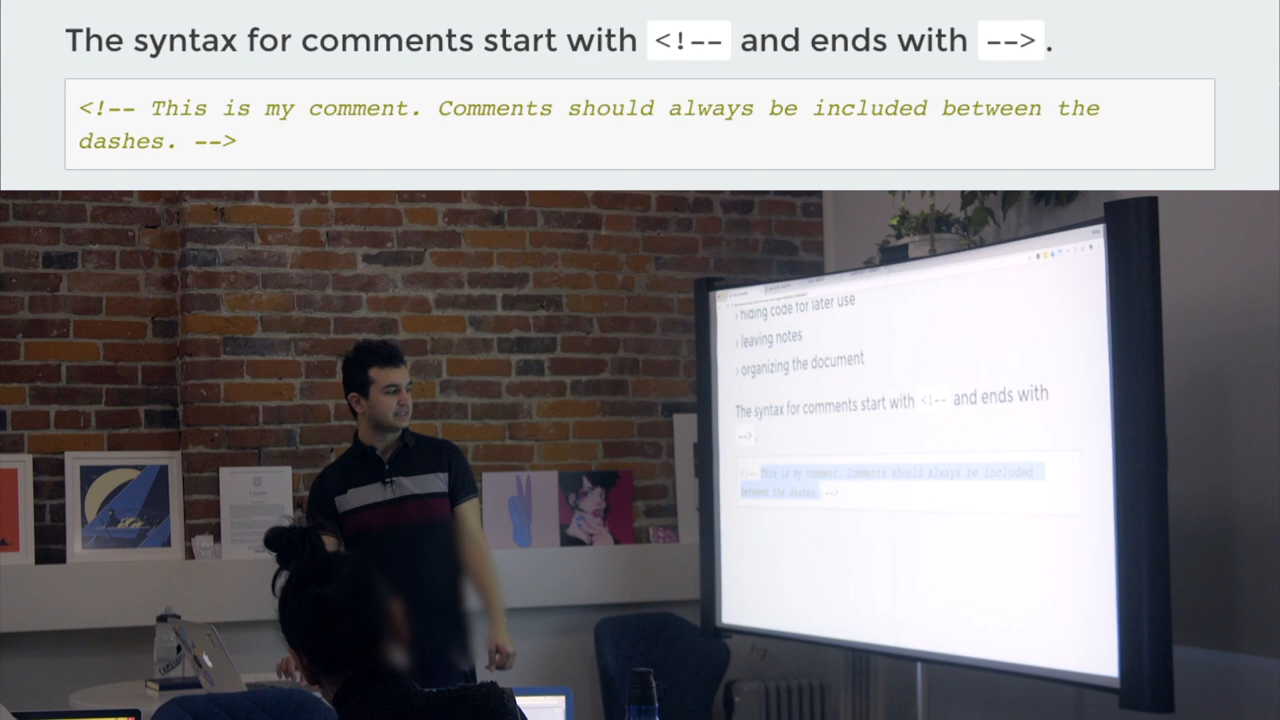 The syntax for comments start with <!-- and ends with -->.
<!-- This is my comment. Comments should always be included between the
dashes. -->
hiding code for later use
leaving notes
organizing the document
The syntax for comments start with <!-- and ends with
-->.
<!-- This is my comment. Comments should always be included
between the dashes. -->